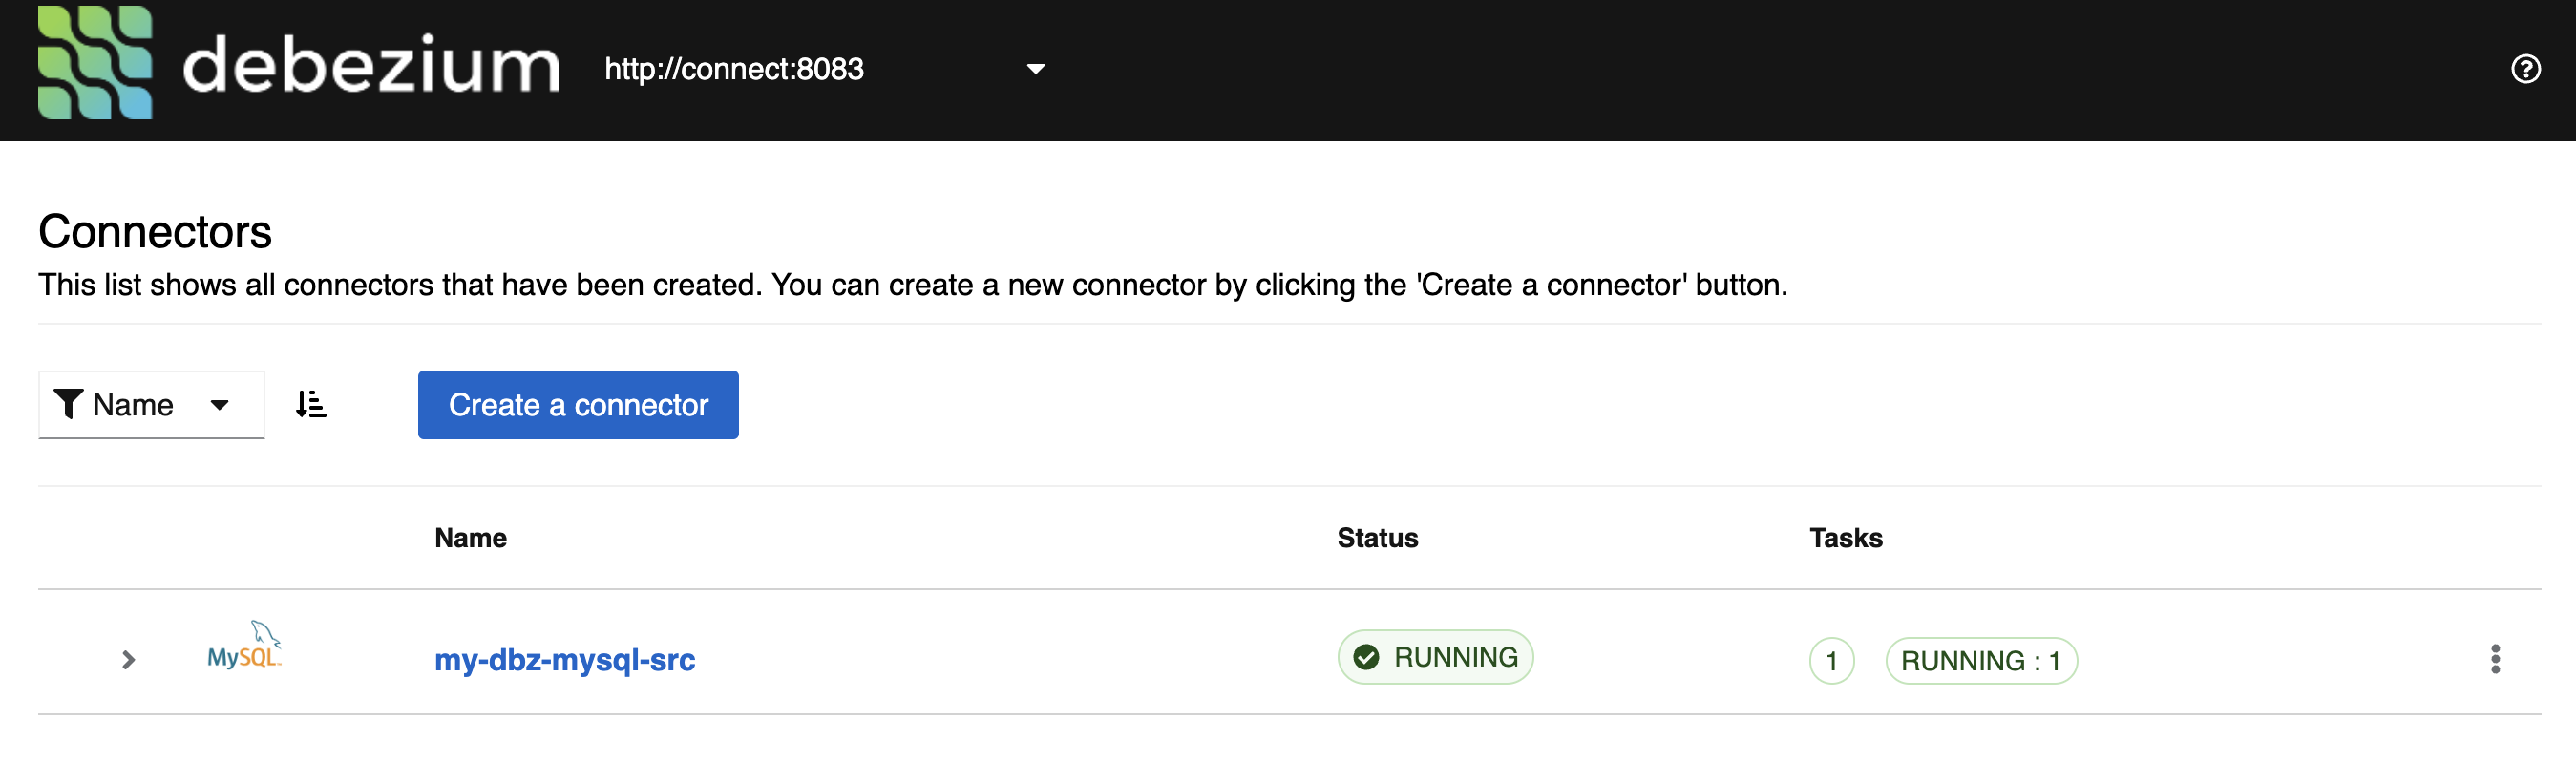 debezium http://connect:8083
Connectors
This list shows all connectors that have been created. You can create a new connector by clicking the 'Create a connector' button.
Name Create a connector
Name Status Tasks
MySQL™ my-dbz-mysql-src RUNNING 1 RUNNING : 1